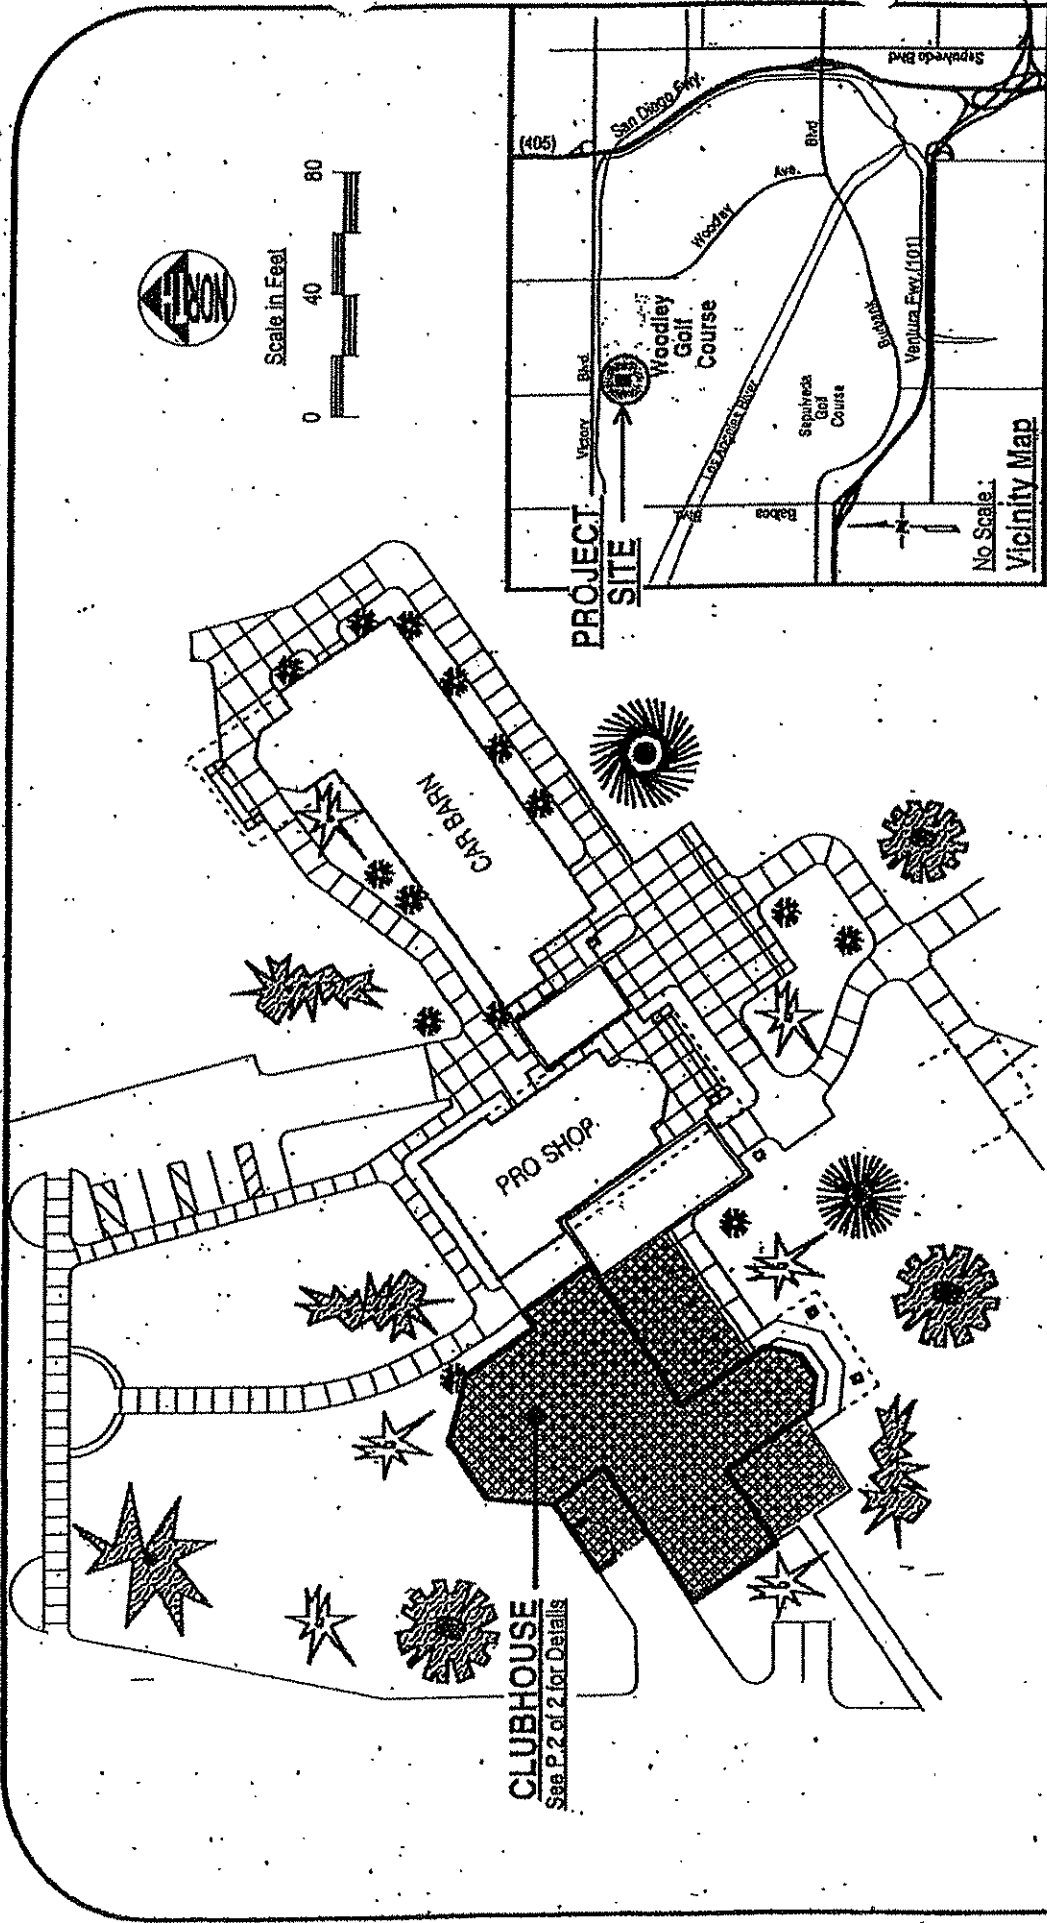 NORTH
Scale in Feet
0 40 80
CAR BARN
PRO SHOP
CLUBHOUSE
See P.2 of 2 for Details
PROJECT
SITE
(405)
San Diego Fwy.
Sepulveda Blvd
Victory Blvd.
Woodley Ave.
Woodley
Golf
Course
Burbank Blvd
Los Angeles River
Sepulveda
Golf
Course
Ventura Fwy.(101)
Balboa Blvd.
N
No Scale:
Vicinity Map